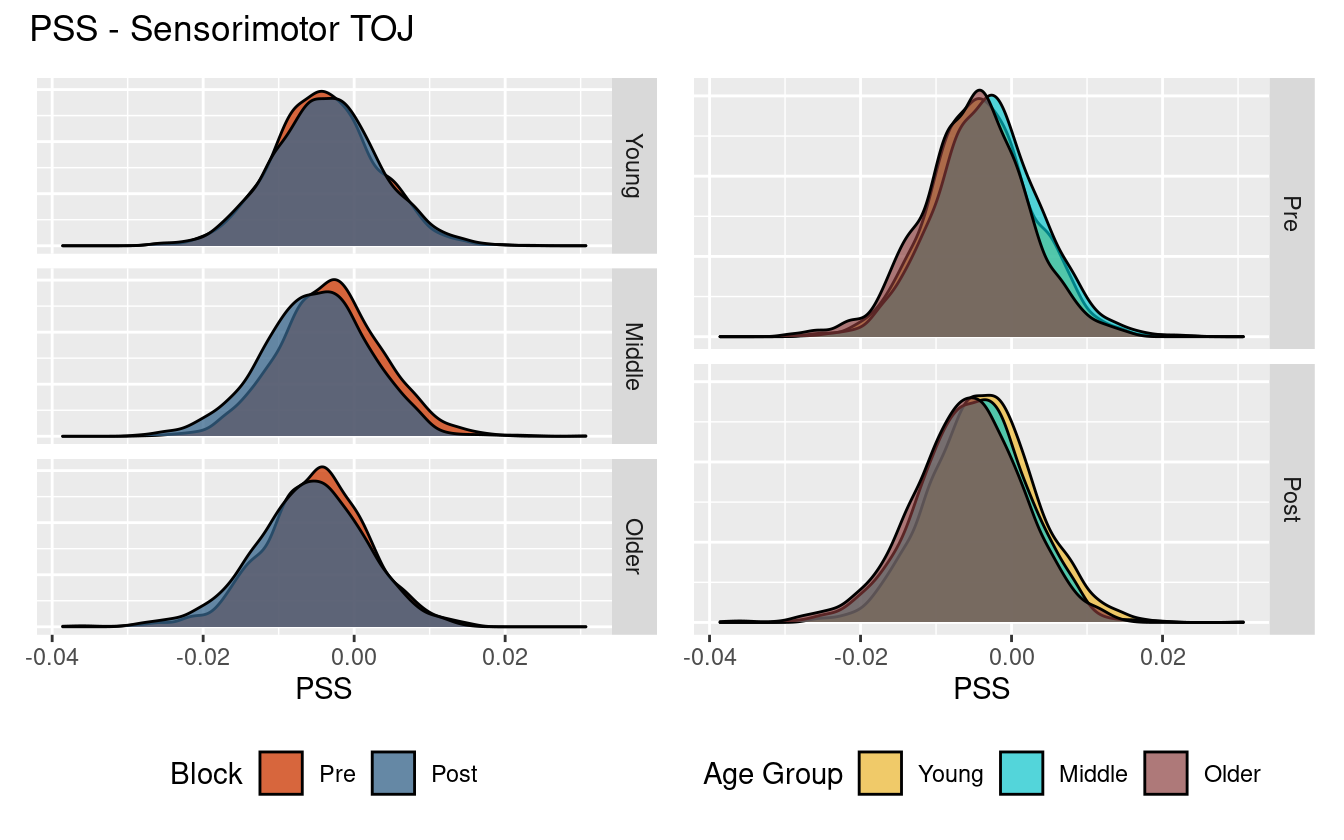 PSS - Sensorimotor TOJ
Young
Middle
Older
-0.04 -0.02 0.00 0.02
PSS
Block Pre Post
Pre
Post
-0.04 -0.02 0.00 0.02
PSS
Age Group Young Middle Older